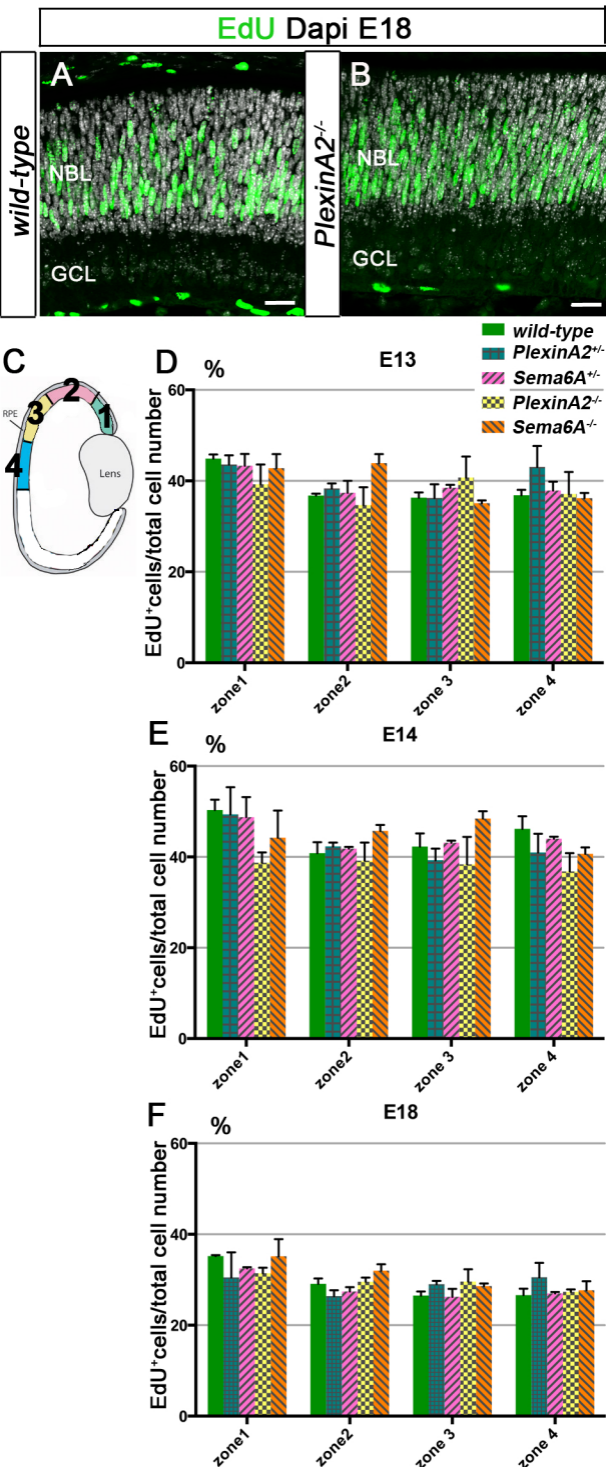 EdU Dapi E18
wild-type
A
NBL
GCL
PlexinA2-/-
B
NBL
GCL
wild-type
PlexinA2+/-
Sema6A+/-
PlexinA2-/-
Sema6A-/-
C
RPE
1
2
3
4
Lens
D
%
E13
EdU+cells/total cell number
60
40
20
0
zone1
zone2
zone 3
zone 4
E
%
E14
EdU+cells/total cell number
60
40
20
0
zone1
zone2
zone 3
zone 4
F
%
E18
EdU+cells/total cell number
60
40
20
0
zone1
zone2
zone 3
zone 4